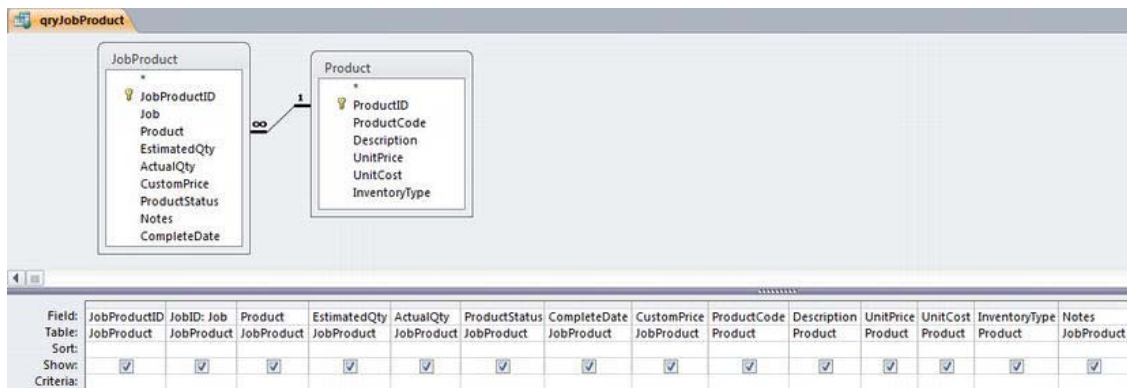 qryJobProduct
JobProduct
*
JobProductID
Job
Product
EstimatedQty
ActualQty
CustomPrice
ProductStatus
Notes
CompleteDate
∞
1
Product
*
ProductID
ProductCode
Description
UnitPrice
UnitCost
InventoryType
Field: JobProductID JobID: Job Product EstimatedQty ActualQty ProductStatus CompleteDate CustomPrice ProductCode Description UnitPrice UnitCost InventoryType Notes
Table: JobProduct JobProduct JobProduct JobProduct JobProduct JobProduct JobProduct JobProduct Product Product Product Product Product JobProduct
Sort:
Show:
Criteria: